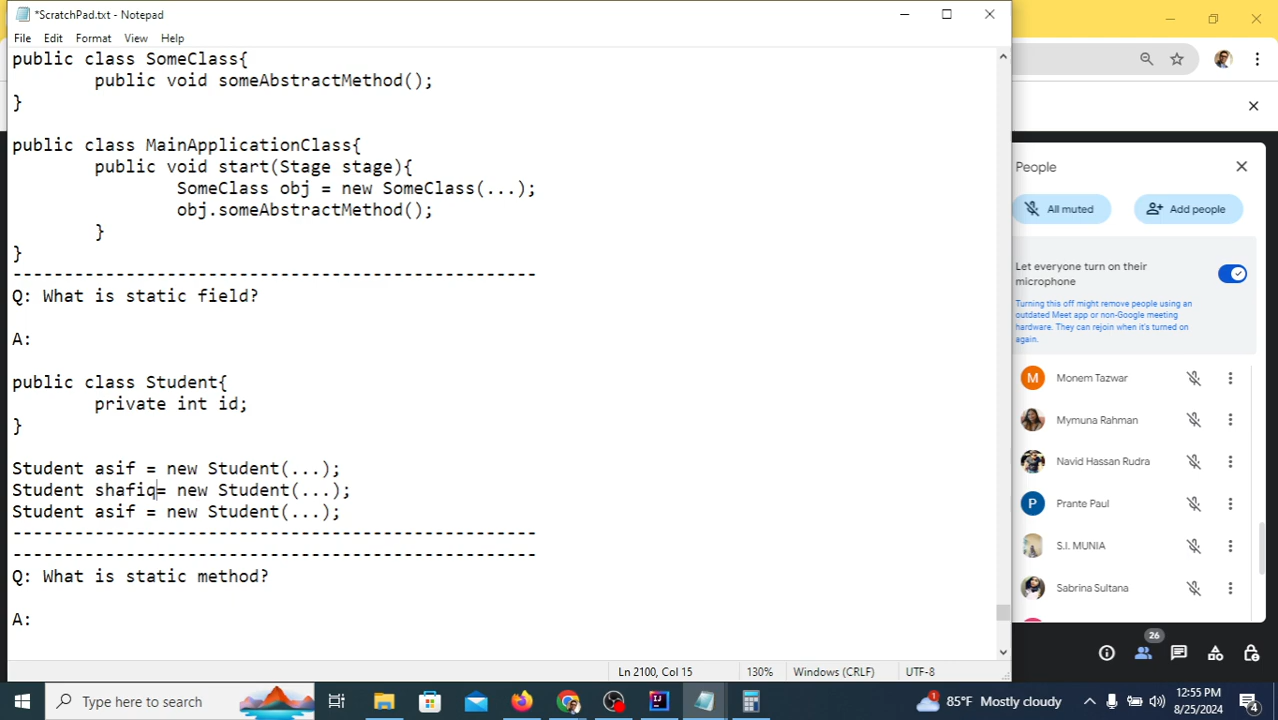 *ScratchPad.txt - Notepad
File Edit Format View Help
public class SomeClass{
public void someAbstractMethod();
}
public class MainApplicationClass{
public void start(Stage stage){
SomeClass obj = new SomeClass(...);
obj.someAbstractMethod();
}
}
---------------------------------------------------
Q: What is static field?
A:
public class Student{
private int id;
}
Student asif = new Student(...);
Student shafiq= new Student(...);
Student asif = new Student(...);
---------------------------------------------------
---------------------------------------------------
Q: What is static method?
A:
Ln 2100, Col 15 130% Windows (CRLF) UTF-8
People
All muted
Add people
Let everyone turn on their
microphone
Turning this off might remove people using an
outdated Meet app or non-Google meeting
hardware. They can rejoin when it's turned on
again.
M Monem Tazwar
Mymuna Rahman
Navid Hassan Rudra
P Prante Paul
S.I. MUNIA
Sabrina Sultana
26
Type here to search
1
85°F Mostly cloudy
12:55 PM
8/25/2024
4